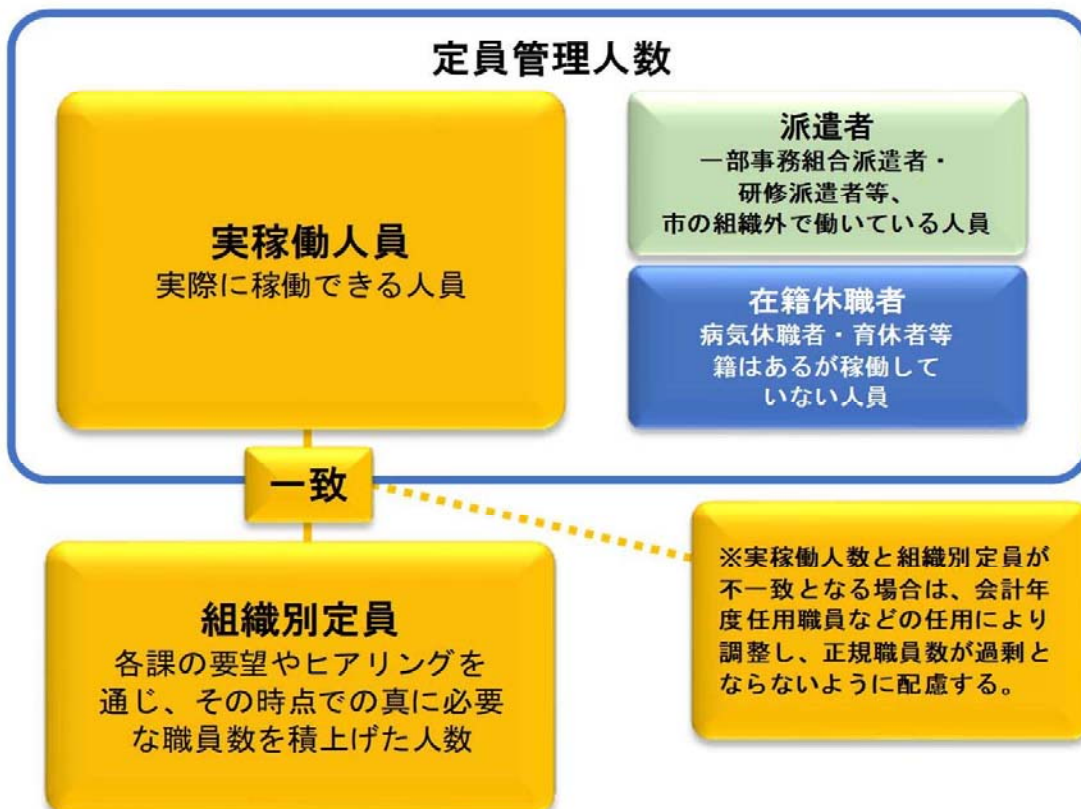 定員管理人数
実稼働人員
実際に稼働できる人員
派遣者
一部事務組合派遣者・
研修派遣者等、
市の組織外で働いている人員
在籍休職者
病気休職者・育休者等
籍はあるが稼働して
いない人員
一致
組織別定員
各課の要望やヒアリングを
通じ、その時点での真に必要
な職員数を積上げた人数
※実稼働人数と組織別定員が
不一致となる場合は、会計年
度任用職員などの任用により
調整し、正規職員数が過剰と
ならないように配慮する。